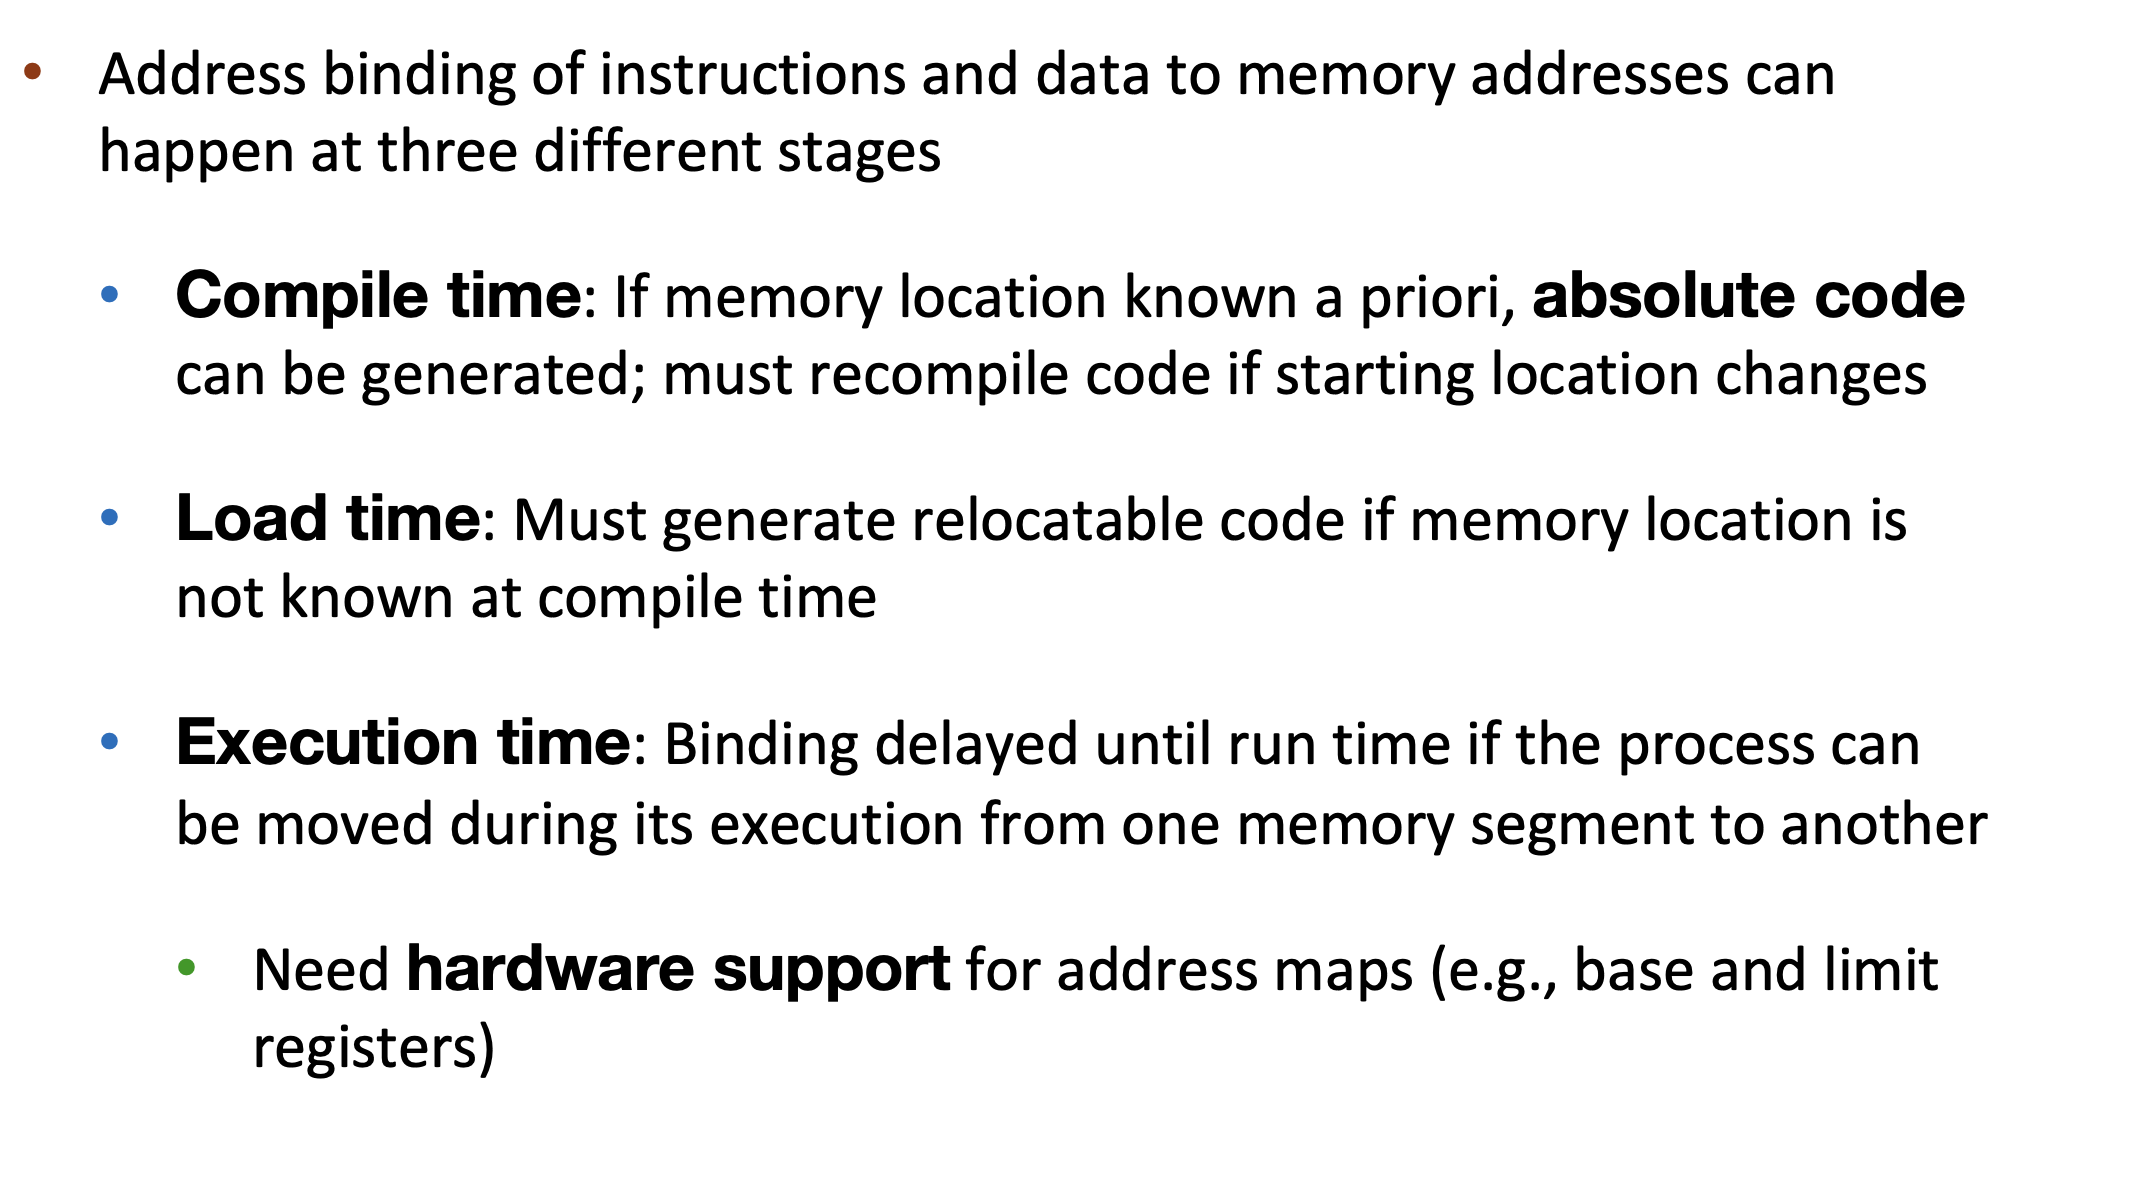 • Address binding of instructions and data to memory addresses can
happen at three different stages
• Compile time: If memory location known a priori, absolute code
can be generated; must recompile code if starting location changes
• Load time: Must generate relocatable code if memory location is
not known at compile time
• Execution time: Binding delayed until run time if the process can
be moved during its execution from one memory segment to another
• Need hardware support for address maps (e.g., base and limit
registers)